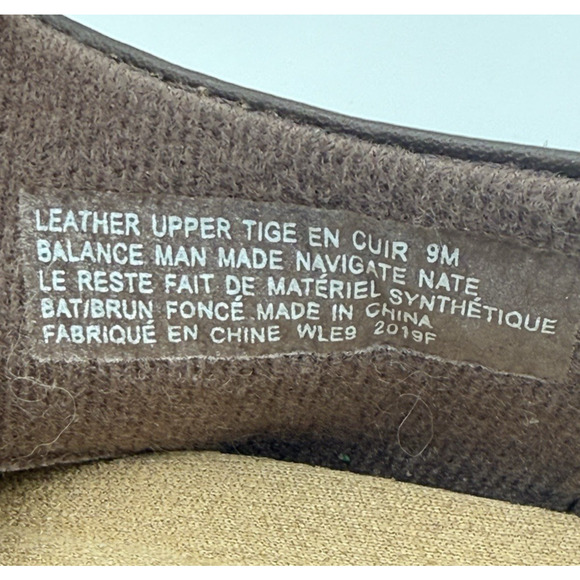 LEATHER UPPER TIGE EN CUIR 9M
BALANCE MAN MADE NAVIGATE NATE
LE RESTE FAIT DE MATÉRIEL SYNTHÉTIQUE
BAT/BRUN FONCÉ MADE IN CHINA
FABRIQUÉ EN CHINE WLE9 2019F